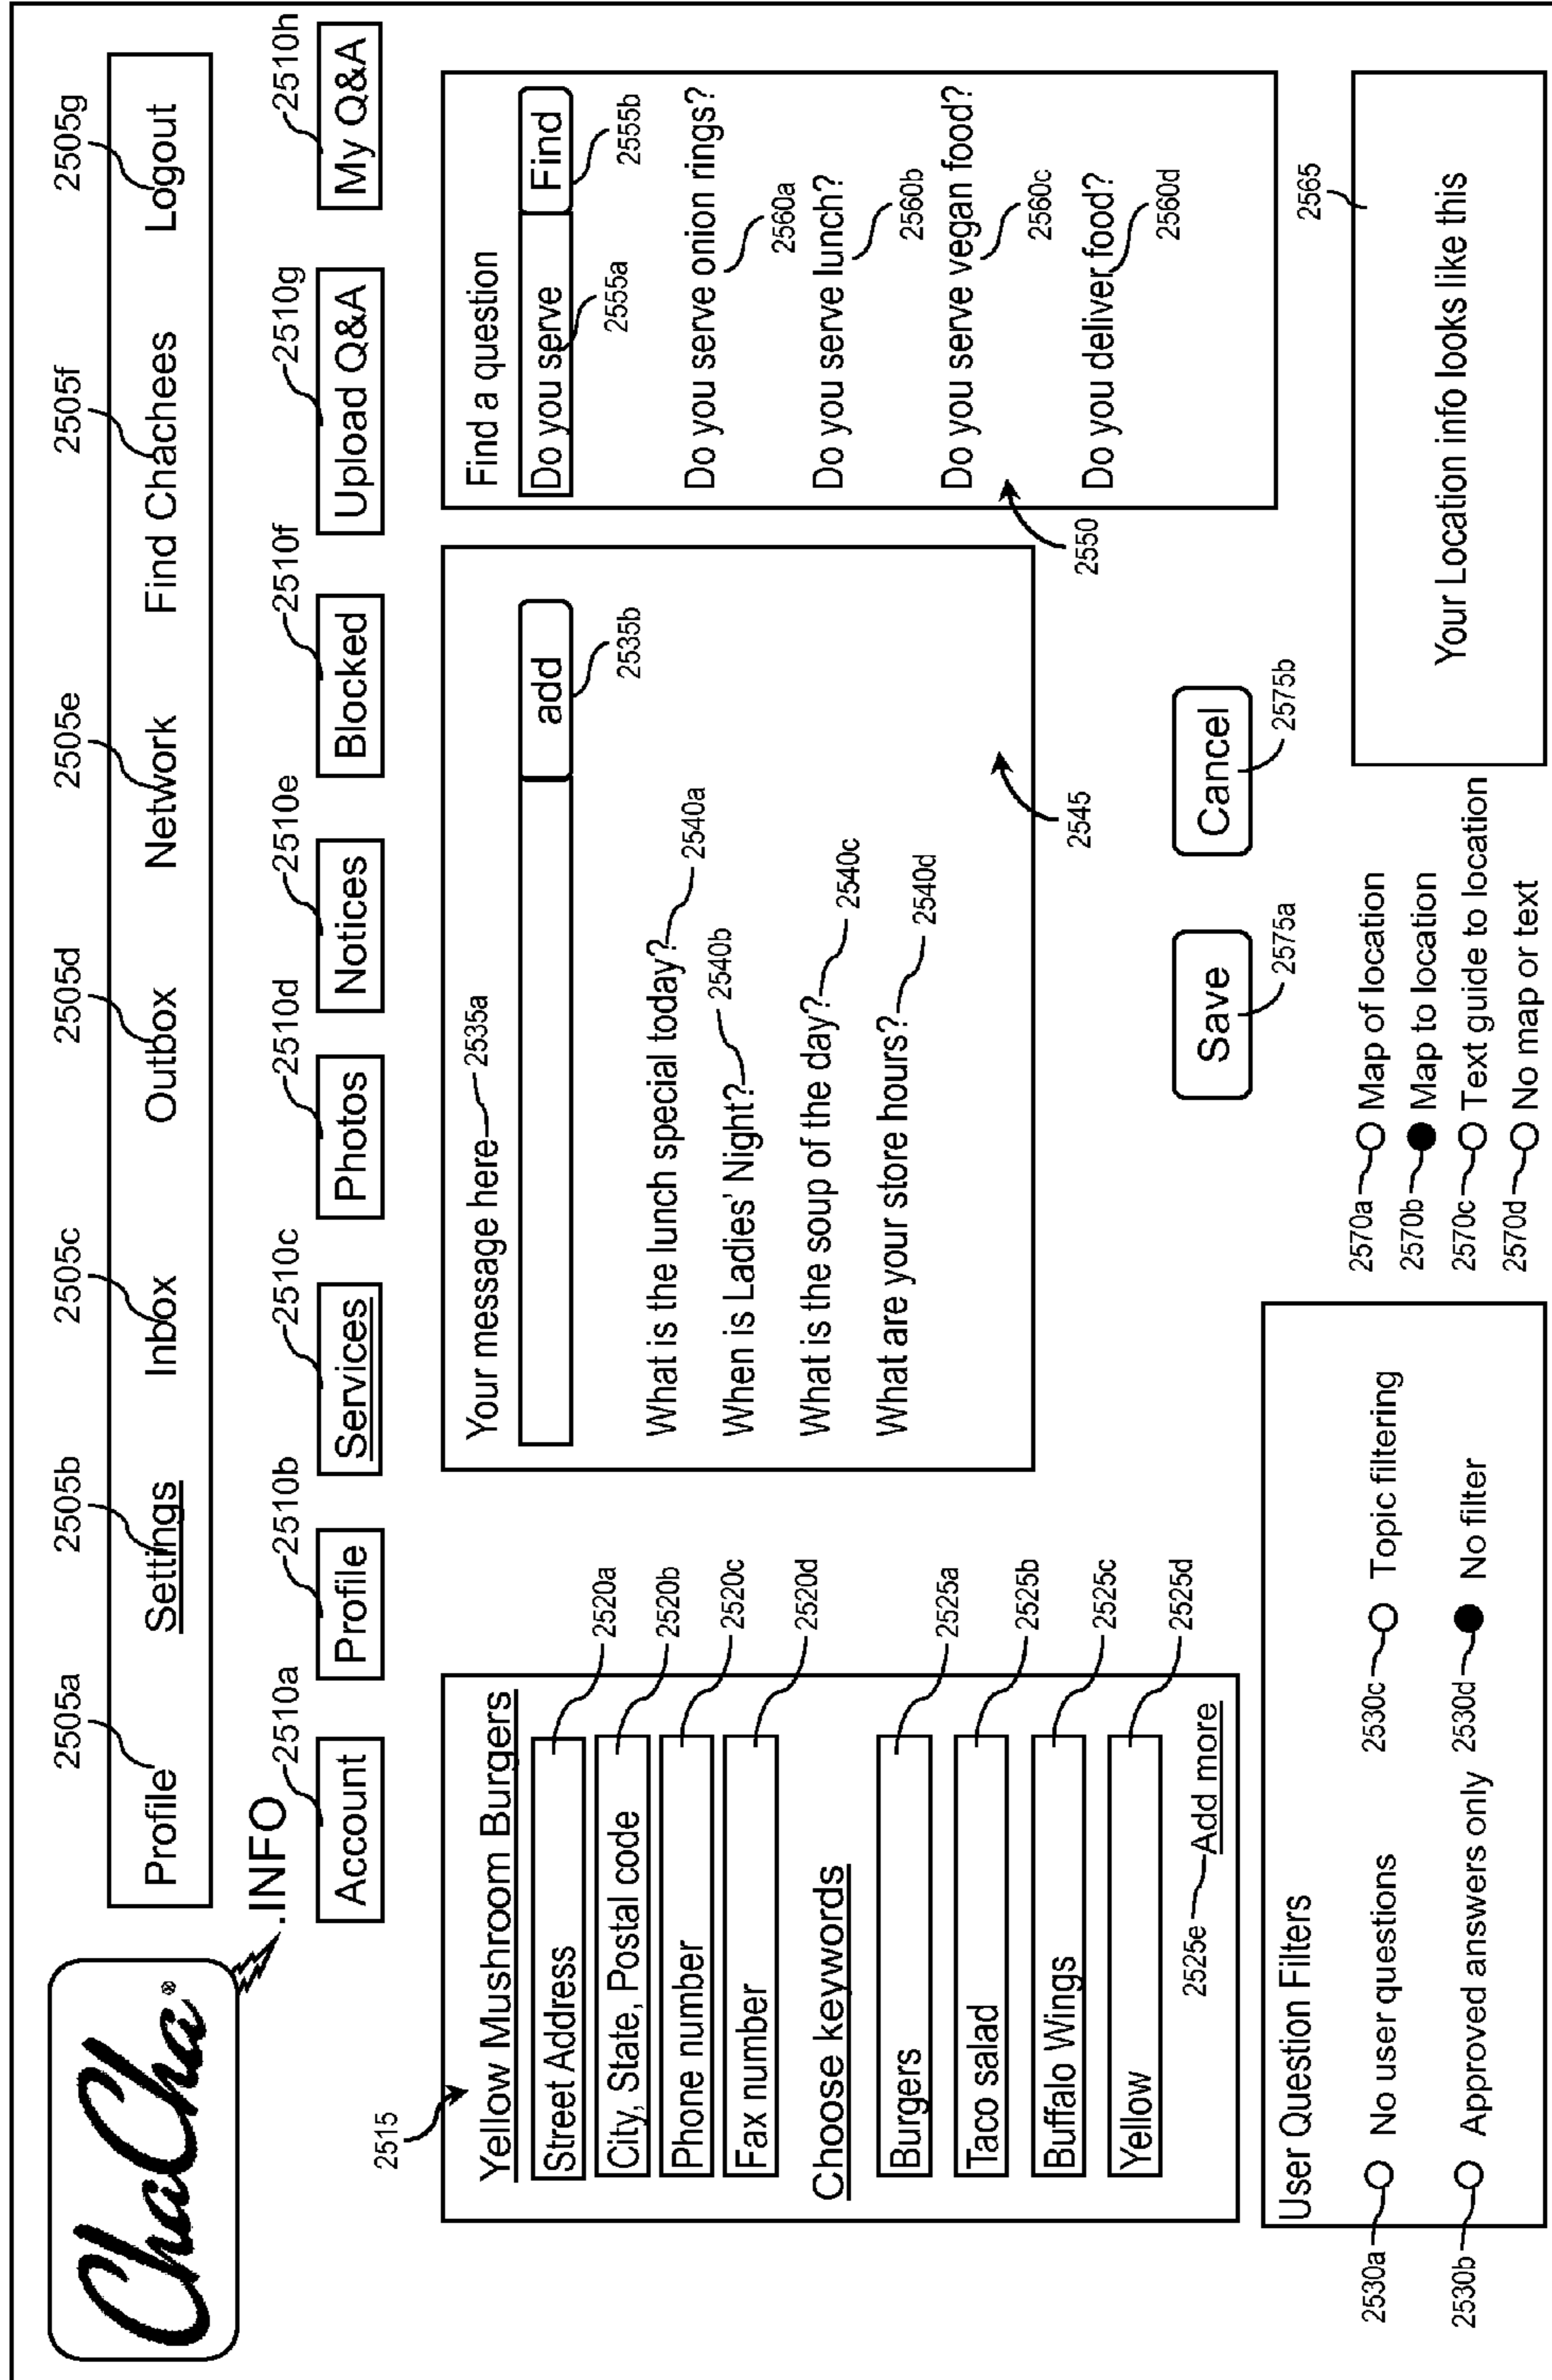 ChaCha®
.INFO
2505a 2505b 2505c 2505d 2505e 2505f 2505g
Profile Settings Inbox Outbox Network Find Chachees Logout
2510a 2510b 2510c 2510d 2510e 2510f 2510g 2510h
Account Profile Services Photos Notices Blocked Upload Q&A My Q&A
2515
Yellow Mushroom Burgers
Street Address 2520a
City, State, Postal code 2520b
Phone number 2520c
Fax number 2520d
Choose keywords
Burgers 2525a
Taco salad 2525b
Buffalo Wings 2525c
Yellow 2525d
2525e Add more
Your message here 2535a
add
2535b
What is the lunch special today? 2540a
When is Ladies' Night? 2540b
What is the soup of the day? 2540c
What are your store hours? 2540d
2545
Find a question
Do you serve Find
2555a 2555b
Do you serve onion rings?
2560a
Do you serve lunch?
2560b
Do you serve vegan food?
2560c
Do you deliver food?
2560d
2550
Save Cancel
2575a 2575b
User Question Filters
2530a No user questions 2530c Topic filtering
2530b Approved answers only 2530d No filter
2570a Map of location
2570b Map to location
2570c Text guide to location
2570d No map or text
2565
Your Location info looks like this